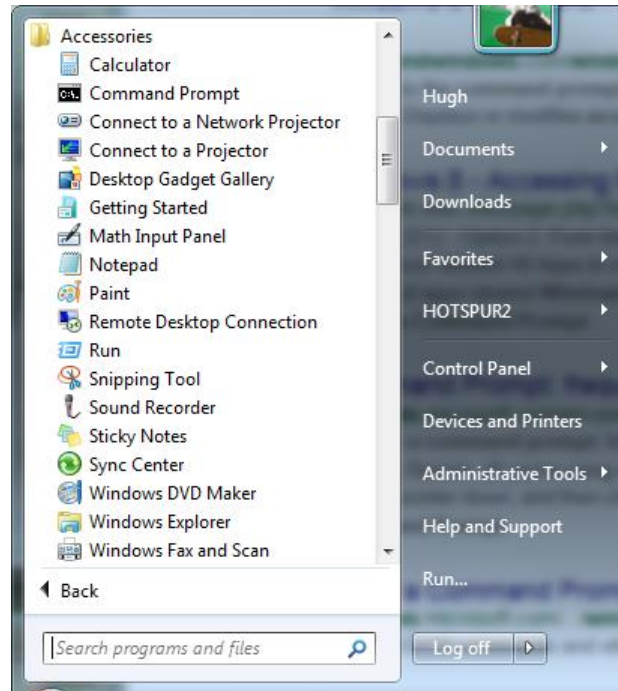 Accessories
Calculator
Command Prompt
Connect to a Network Projector
Connect to a Projector
Desktop Gadget Gallery
Getting Started
Math Input Panel
Notepad
Paint
Remote Desktop Connection
Run
Snipping Tool
Sound Recorder
Sticky Notes
Sync Center
Windows DVD Maker
Windows Explorer
Windows Fax and Scan
Back
Search programs and files
Hugh
Documents
Downloads
Favorites
HOTSPUR2
Control Panel
Devices and Printers
Administrative Tools
Help and Support
Run...
Log off